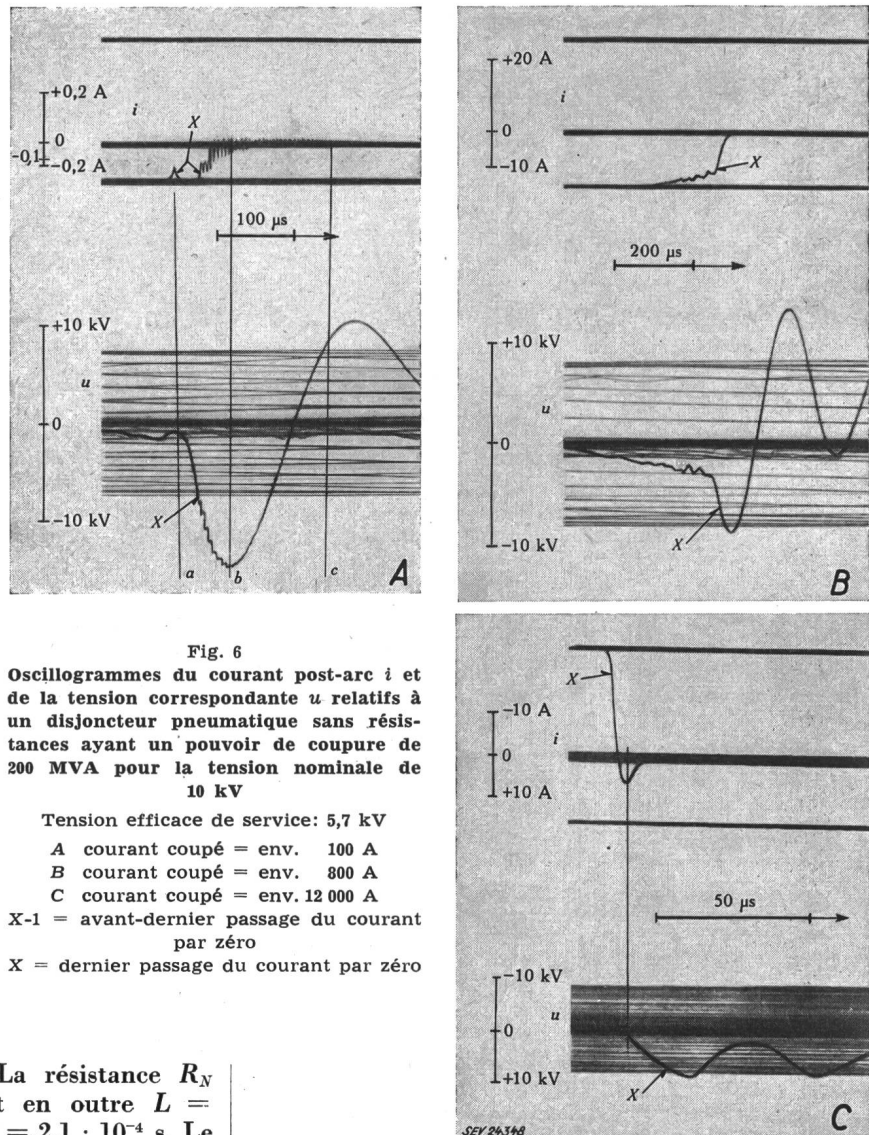 +0,2 A
i
X
0
-0,1
-0,2 A
100 µs
+10 kV
u
0
X
-10 kV
a
b
c
A
+20 A
i
0
-10 A
X
200 µs
+10 kV
u
0
X
-10 kV
B
Fig. 6
Oscillogrammes du courant post-arc i et
de la tension correspondante u relatifs à
un disjoncteur pneumatique sans résis-
tances ayant un pouvoir de coupure de
200 MVA pour la tension nominale de
10 kV
Tension efficace de service: 5,7 kV
A courant coupé = env. 100 A
B courant coupé = env. 800 A
C courant coupé = env. 12 000 A
X-1 = avant-dernier passage du courant
par zéro
X = dernier passage du courant par zéro
X
-10 A
i
0
+10 A
50 µs
-10 kV
u
0
+10 kV
X
C
SEV 24348
La résistance R_N
t en outre L =
= 2,1 · 10⁻⁴ s. Le